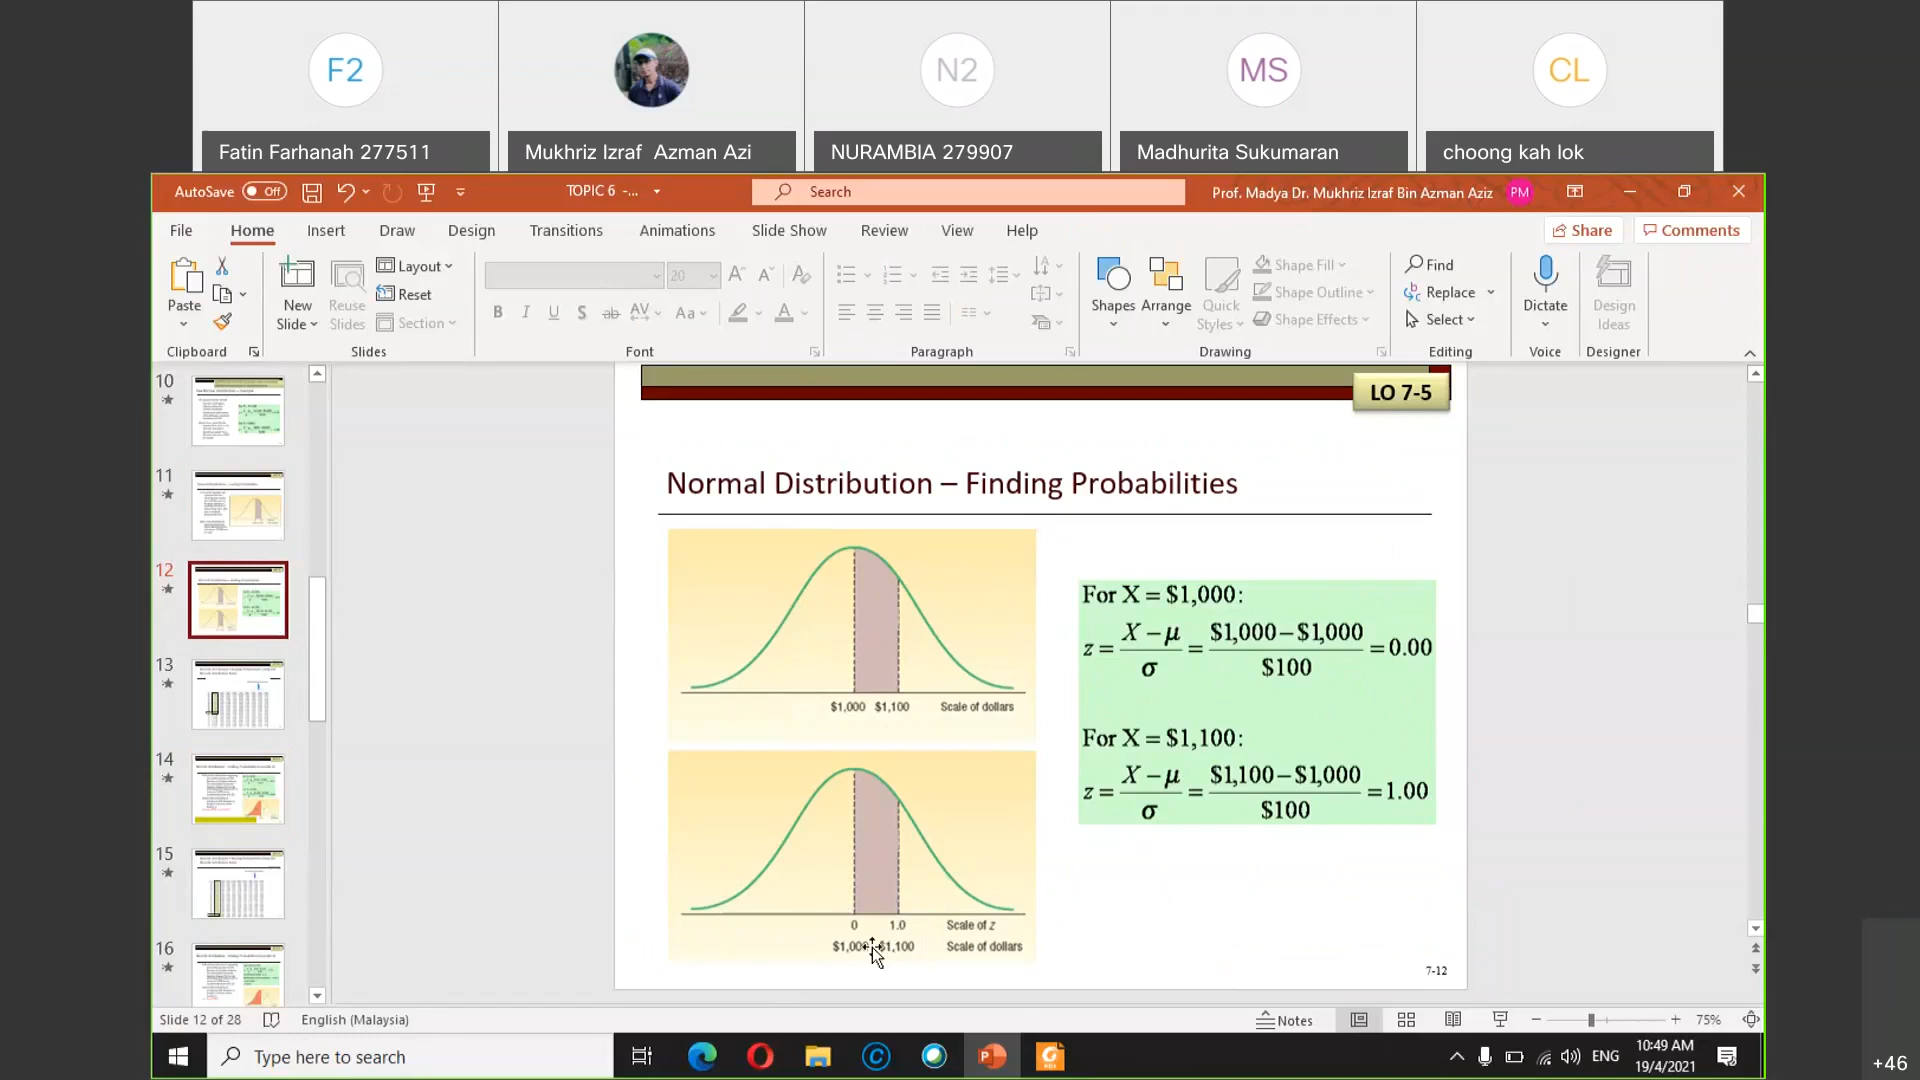 F2
N2
MS
CL
Fatin Farhanah 277511
Mukhriz Izraf Azman Azi
NURAMBIA 279907
Madhurita Sukumaran
choong kah lok
AutoSave Off
TOPIC 6 -...
Search
Prof. Madya Dr. Mukhriz Izraf Bin Azman Aziz
PM
File Home Insert Draw Design Transitions Animations Slide Show Review View Help
Share
Comments
Paste
Clipboard
New Slide
Reuse Slides
Layout
Reset
Section
Slides
20
B I U S ab AV Aa A
Font
Paragraph
Shapes
Arrange
Quick Styles
Shape Fill
Shape Outline
Shape Effects
Drawing
Find
Replace
Select
Editing
Dictate
Voice
Design Ideas
Designer
10
11
12
13
14
15
16
LO 7-5
Normal Distribution – Finding Probabilities
$1,000 $1,100 Scale of dollars
0 1.0 Scale of z
$1,000 $1,100 Scale of dollars
For X = $1,000:
z = X − μ / σ = $1,000 − $1,000 / $100 = 0.00
For X = $1,100:
z = X − μ / σ = $1,100 − $1,000 / $100 = 1.00
7-12
Slide 12 of 28
English (Malaysia)
Notes
75%
Type here to search
ENG
10:49 AM
19/4/2021
+46